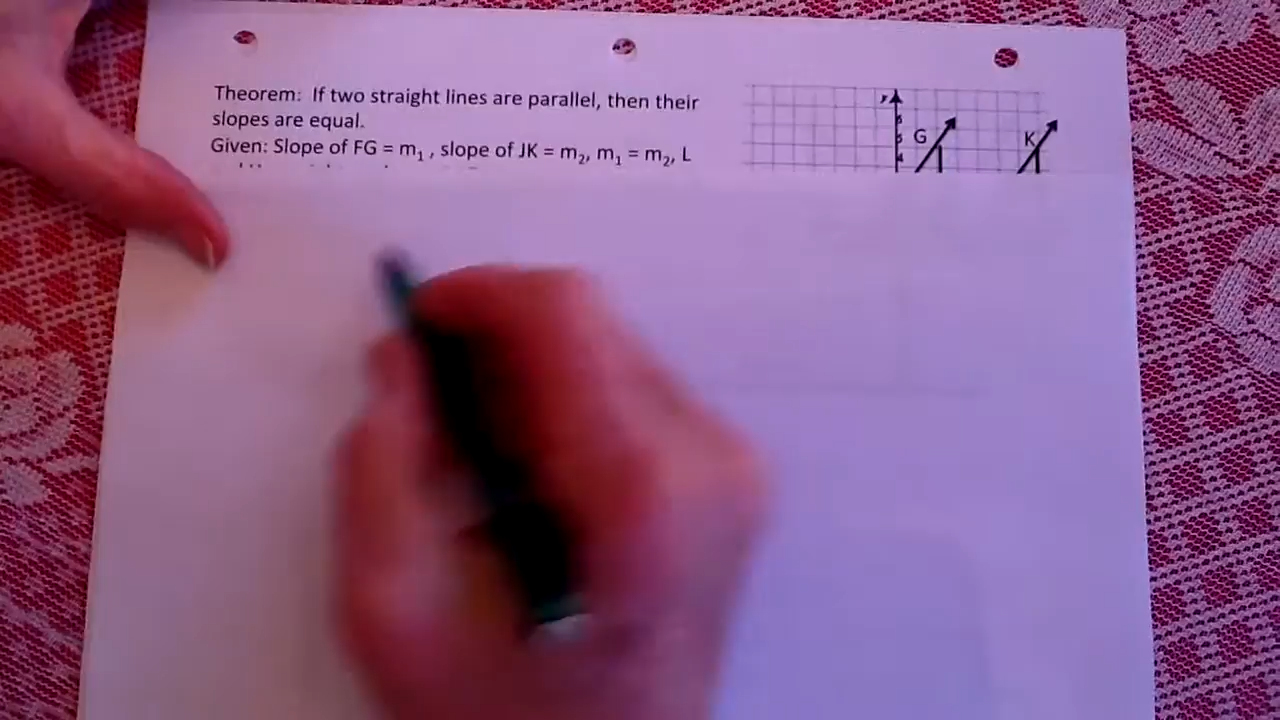 Theorem: If two straight lines are parallel, then their
slopes are equal.
Given: Slope of FG = m₁ , slope of JK = m₂, m₁ = m₂, L
y
G
K